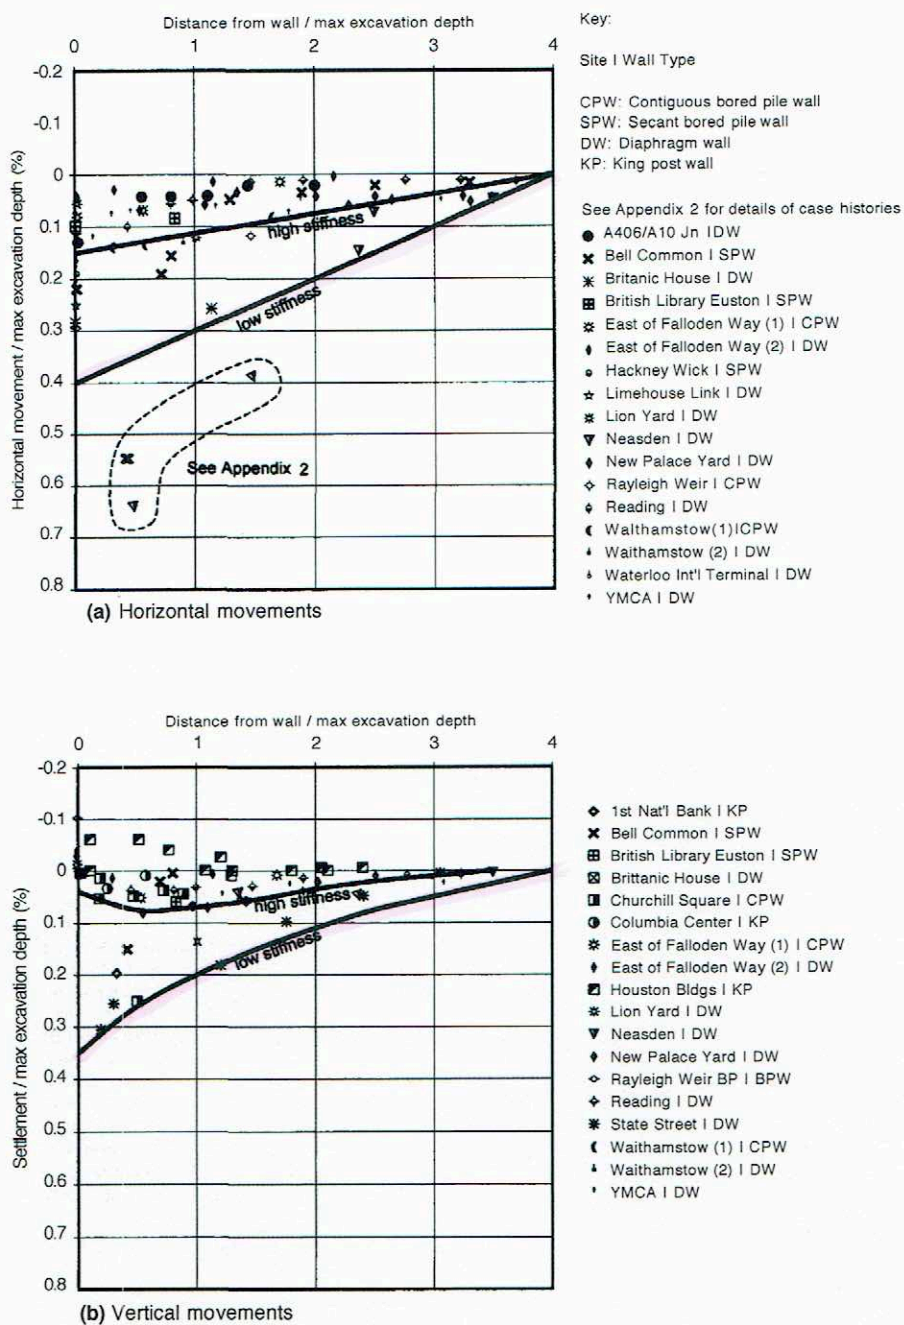 Distance from wall / max excavation depth
0 1 2 3 4
-0.2
-0.1
0
0.1
0.2
0.3
0.4
0.5
0.6
0.7
0.8
Horizontal movement / max excavation depth (%)
high stiffness
low stiffness
See Appendix 2
(a) Horizontal movements
Key:
Site I Wall Type
CPW: Contiguous bored pile wall
SPW: Secant bored pile wall
DW: Diaphragm wall
KP: King post wall
See Appendix 2 for details of case histories
A406/A10 Jn IDW
Bell Common I SPW
Britanic House I DW
British Library Euston I SPW
East of Falloden Way (1) I CPW
East of Falloden Way (2) I DW
Hackney Wick I SPW
Limehouse Link I DW
Lion Yard I DW
Neasden I DW
New Palace Yard I DW
Rayleigh Weir I CPW
Reading I DW
Walthamstow(1)ICPW
Waithamstow (2) I DW
Waterloo Int'l Terminal I DW
YMCA I DW
Distance from wall / max excavation depth
0 1 2 3 4
-0.2
-0.1
0
0.1
0.2
0.3
0.4
0.5
0.6
0.7
0.8
Settlement / max excavation depth (%)
high stiffness
low stiffness
(b) Vertical movements
1st Nat'l Bank I KP
Bell Common I SPW
British Library Euston I SPW
Brittanic House I DW
Churchill Square I CPW
Columbia Center I KP
East of Falloden Way (1) I CPW
East of Falloden Way (2) I DW
Houston Bldgs I KP
Lion Yard I DW
Neasden I DW
New Palace Yard I DW
Rayleigh Weir BP I BPW
Reading I DW
State Street I DW
Waithamstow (1) I CPW
Waithamstow (2) I DW
YMCA I DW